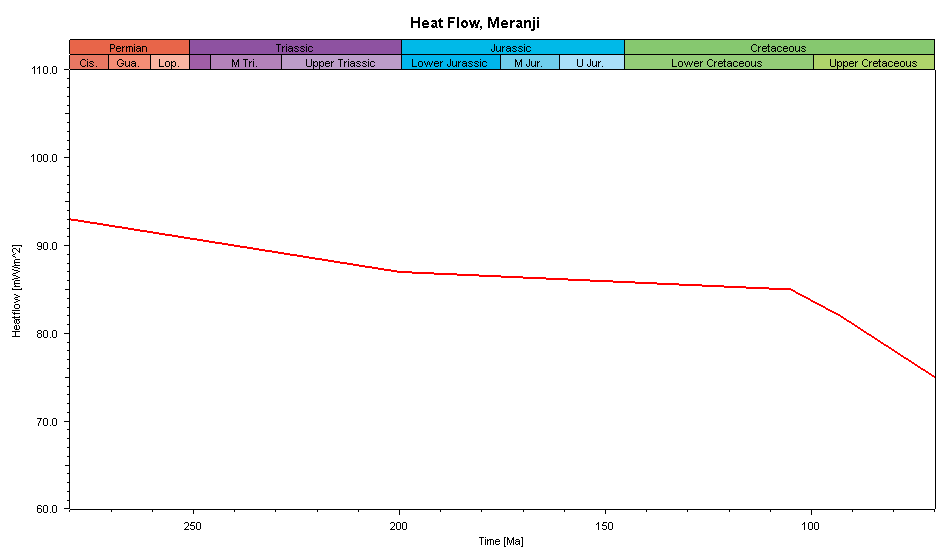 Heat Flow, Meranji
Permian Triassic Jurassic Cretaceous
Cis. Gua. Lop. M Tri. Upper Triassic Lower Jurassic M Jur. U Jur. Lower Cretaceous Upper Cretaceous
110.0
100.0
90.0
80.0
70.0
60.0
Heatflow [mW/m^2]
250 200 150 100
Time [Ma]